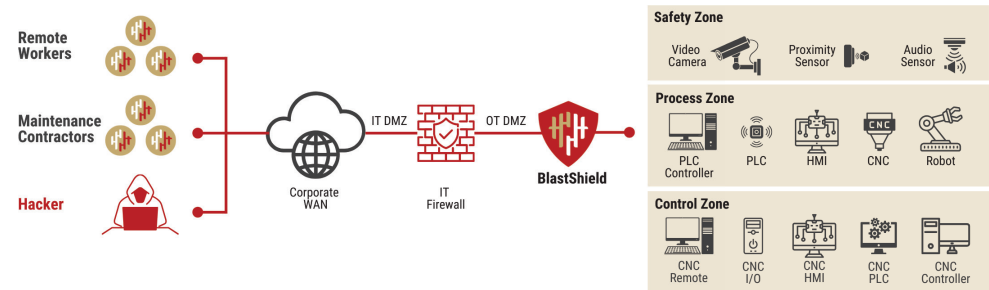 Remote
Workers
Maintenance
Contractors
Hacker
Corporate
WAN
IT DMZ
IT
Firewall
OT DMZ
BlastShield
Safety Zone
Video
Camera
Proximity
Sensor
Audio
Sensor
Process Zone
PLC
Controller
PLC
HMI
CNC
CNC
Robot
Control Zone
CNC
Remote
CNC
I/O
CNC
HMI
CNC
PLC
CNC
Controller